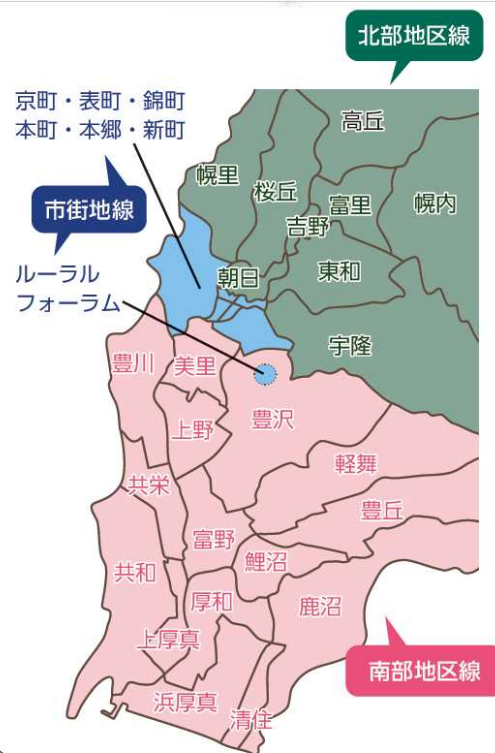 北部地区線
京町・表町・錦町
本町・本郷・新町
市街地線
ルーラル
フォーラム
高丘
幌里
桜丘
富里
幌内
吉野
朝日
東和
宇隆
豊川
美里
上野
豊沢
軽舞
共栄
豊丘
富野
鯉沼
共和
厚和
鹿沼
上厚真
南部地区線
浜厚真
清住